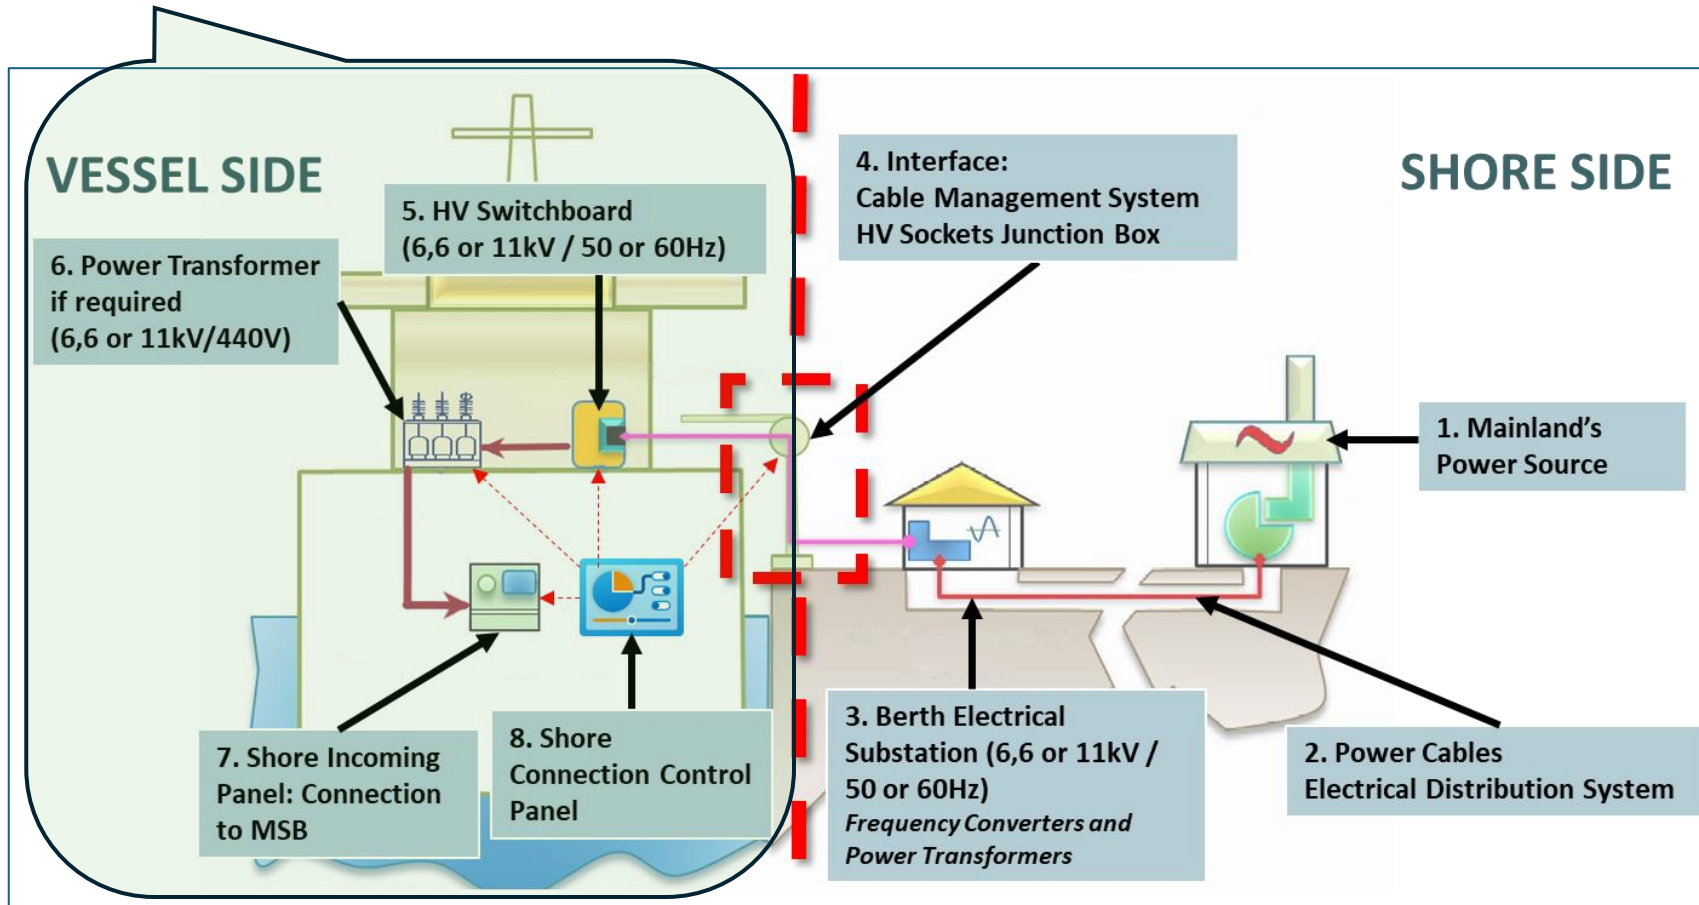 VESSEL SIDE
SHORE SIDE
4. Interface:
Cable Management System
HV Sockets Junction Box
5. HV Switchboard
(6,6 or 11kV / 50 or 60Hz)
6. Power Transformer
if required
(6,6 or 11kV/440V)
1. Mainland’s
Power Source
7. Shore Incoming
Panel: Connection
to MSB
8. Shore
Connection Control
Panel
3. Berth Electrical
Substation (6,6 or 11kV /
50 or 60Hz)
Frequency Converters and
Power Transformers
2. Power Cables
Electrical Distribution System